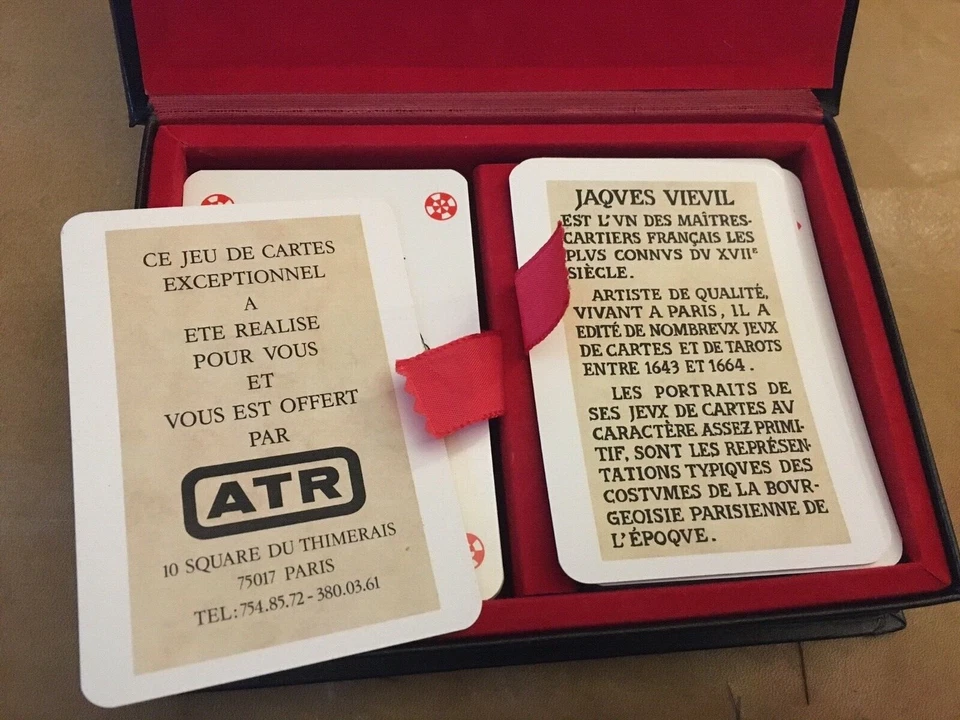 CE JEU DE CARTES
EXCEPTIONNEL
A
ETE REALISE
POUR VOUS
ET
VOUS EST OFFERT
PAR
ATR
10 SQUARE DU THIMERAIS
75017 PARIS
TEL: 754.85.72 - 380.03.61
JAQVES VIEVIL
EST L'VN DES MAÎTRES-
CARTIERS FRANÇAIS LES
PLVS CONNVS DV XVIIe
SIÈCLE.
ARTISTE DE QUALITÉ,
VIVANT A PARIS, IL A
EDITÉ DE NOMBREVX JEVX
DE CARTES ET DE TAROTS
ENTRE 1643 ET 1664.
LES PORTRAITS DE
SES JEVX DE CARTES AV
CARACTÈRE ASSEZ PRIMI-
TIF, SONT LES REPRÉSEN-
TATIONS TYPIQVES DES
COSTVMES DE LA BOVR-
GEOISIE PARISIENNE DE
L'ÉPOQVE.